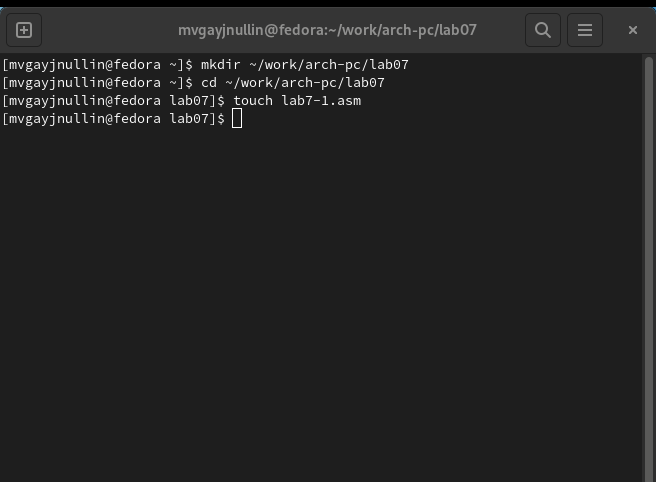 mvgayjnullin@fedora:~/work/arch-pc/lab07
[mvgayjnullin@fedora ~]$ mkdir ~/work/arch-pc/lab07
[mvgayjnullin@fedora ~]$ cd ~/work/arch-pc/lab07
[mvgayjnullin@fedora lab07]$ touch lab7-1.asm
[mvgayjnullin@fedora lab07]$